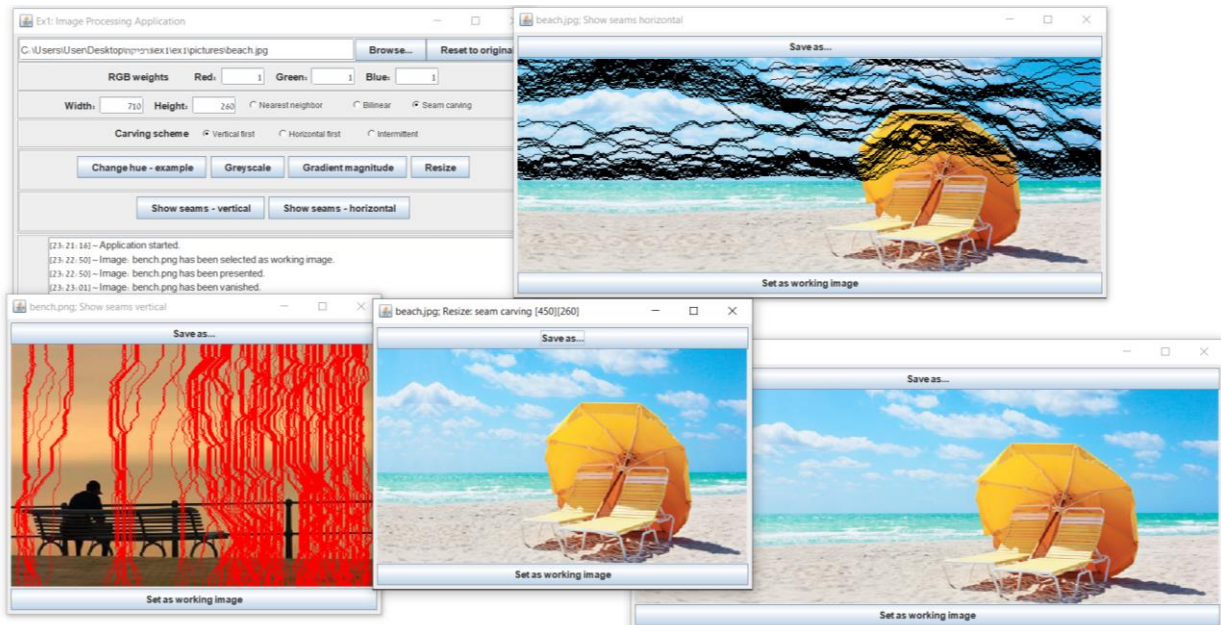 Ex1: Image Processing Application
Browse...
Reset to original
RGB weights Red: 1 Green: 1 Blue: 1
Width: 710 Height: 260 Nearest neighbor Bilinear Seam carving
Carving scheme Vertical first Horizontal first Intermittent
Change hue - example Greyscale Gradient magnitude Resize
Show seams - vertical Show seams - horizontal
[23:21:16] – Application started.
[23:22:50] – Image: bench.png has been selected as working image.
[23:22:50] – Image: bench.png has been presented.
[23:23:01] – Image: bench.png has been vanished.
beach.jpg; Show seams horizontal
Save as...
Set as working image
bench.png; Show seams vertical
Save as...
Set as working image
beach.jpg; Resize: seam carving [450][260]
Save as...
Set as working image
Save as...
Set as working image